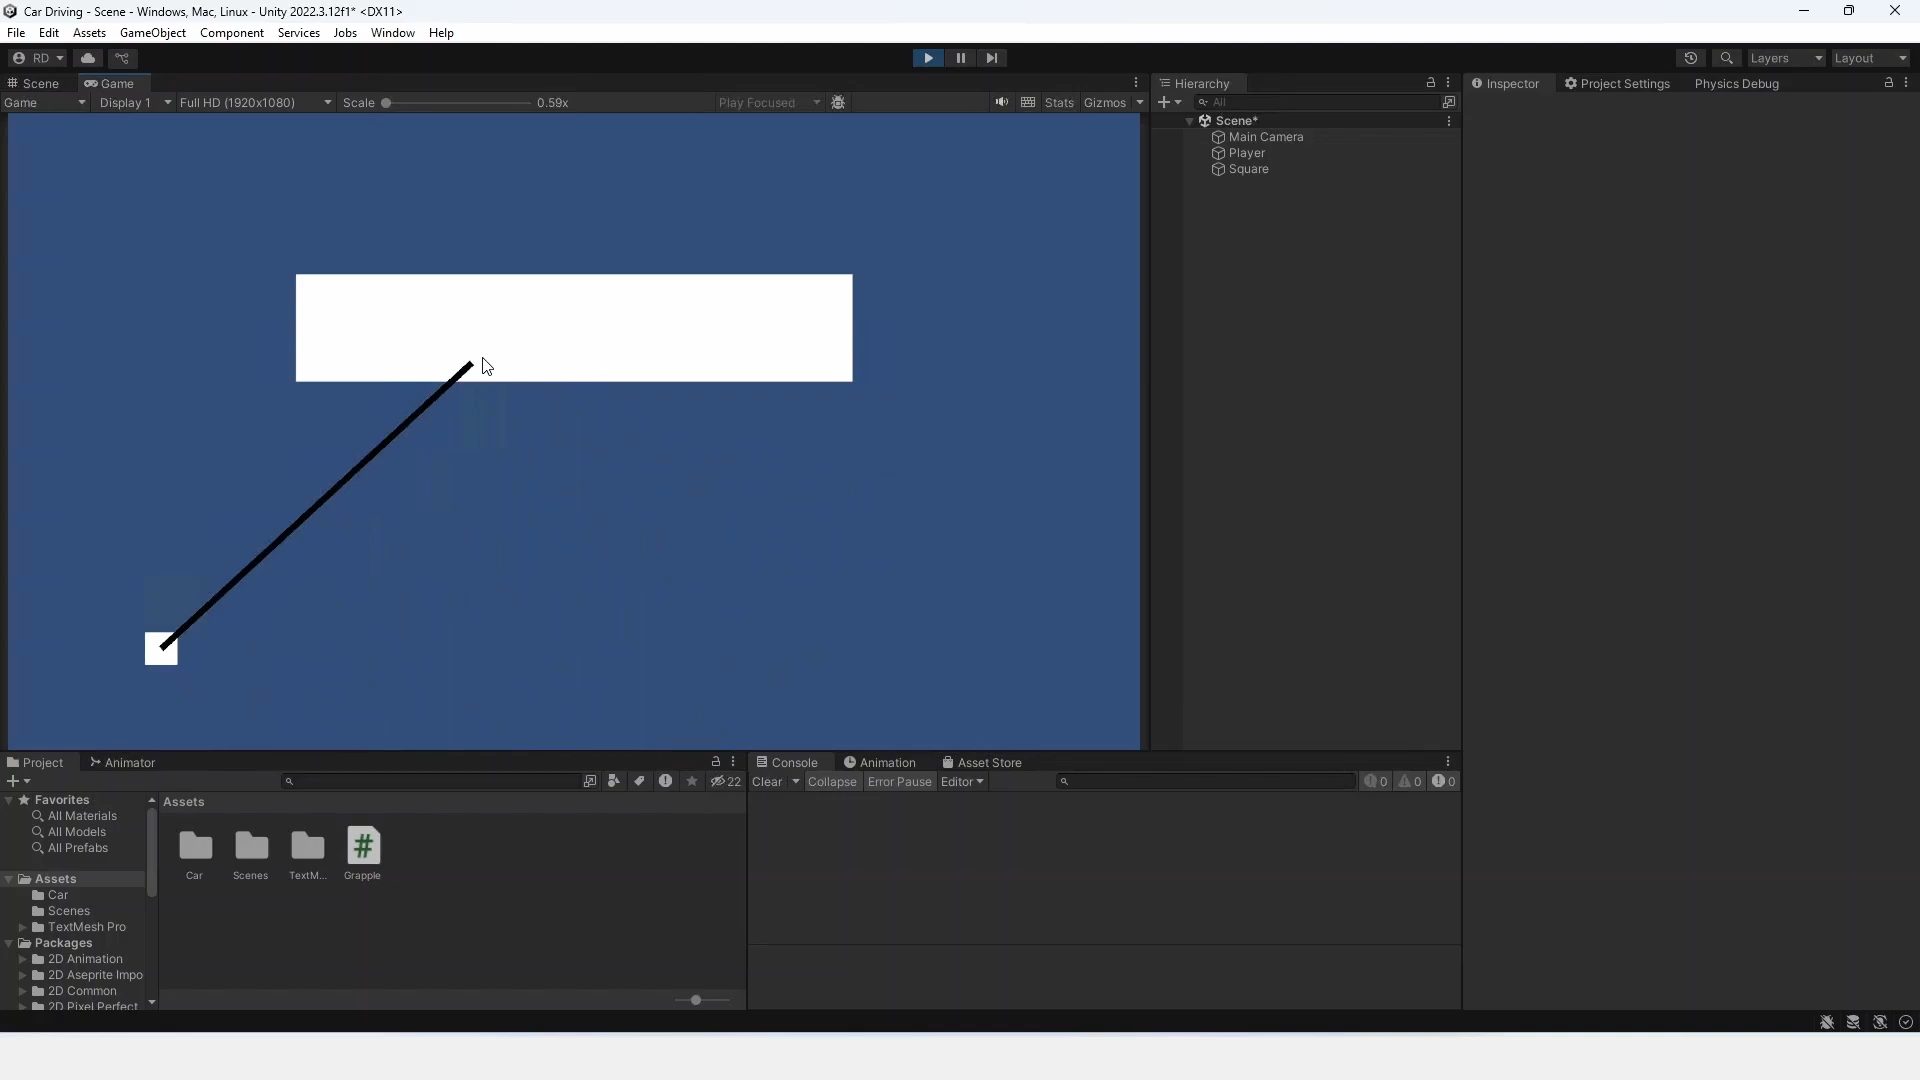 Car Driving - Scene - Windows, Mac, Linux - Unity 2022.3.12f1* <DX11>
File Edit Assets GameObject Component Services Jobs Window Help
RD Layers Layout
Scene Game Hierarchy Inspector Project Settings Physics Debug
Game Display 1 Full HD (1920x1080) Scale 0.59x Play Focused Stats Gizmos All
Scene*
Main Camera
Player
Square
Project Animator Console Animation Asset Store
22 Clear Collapse Error Pause Editor 0 0 0
Favorites Assets
All Materials
All Models
All Prefabs
Car Scenes TextM... Grapple
Assets
Car
Scenes
TextMesh Pro
Packages
2D Animation
2D Aseprite Impo
2D Common
2D Pixel Perfect